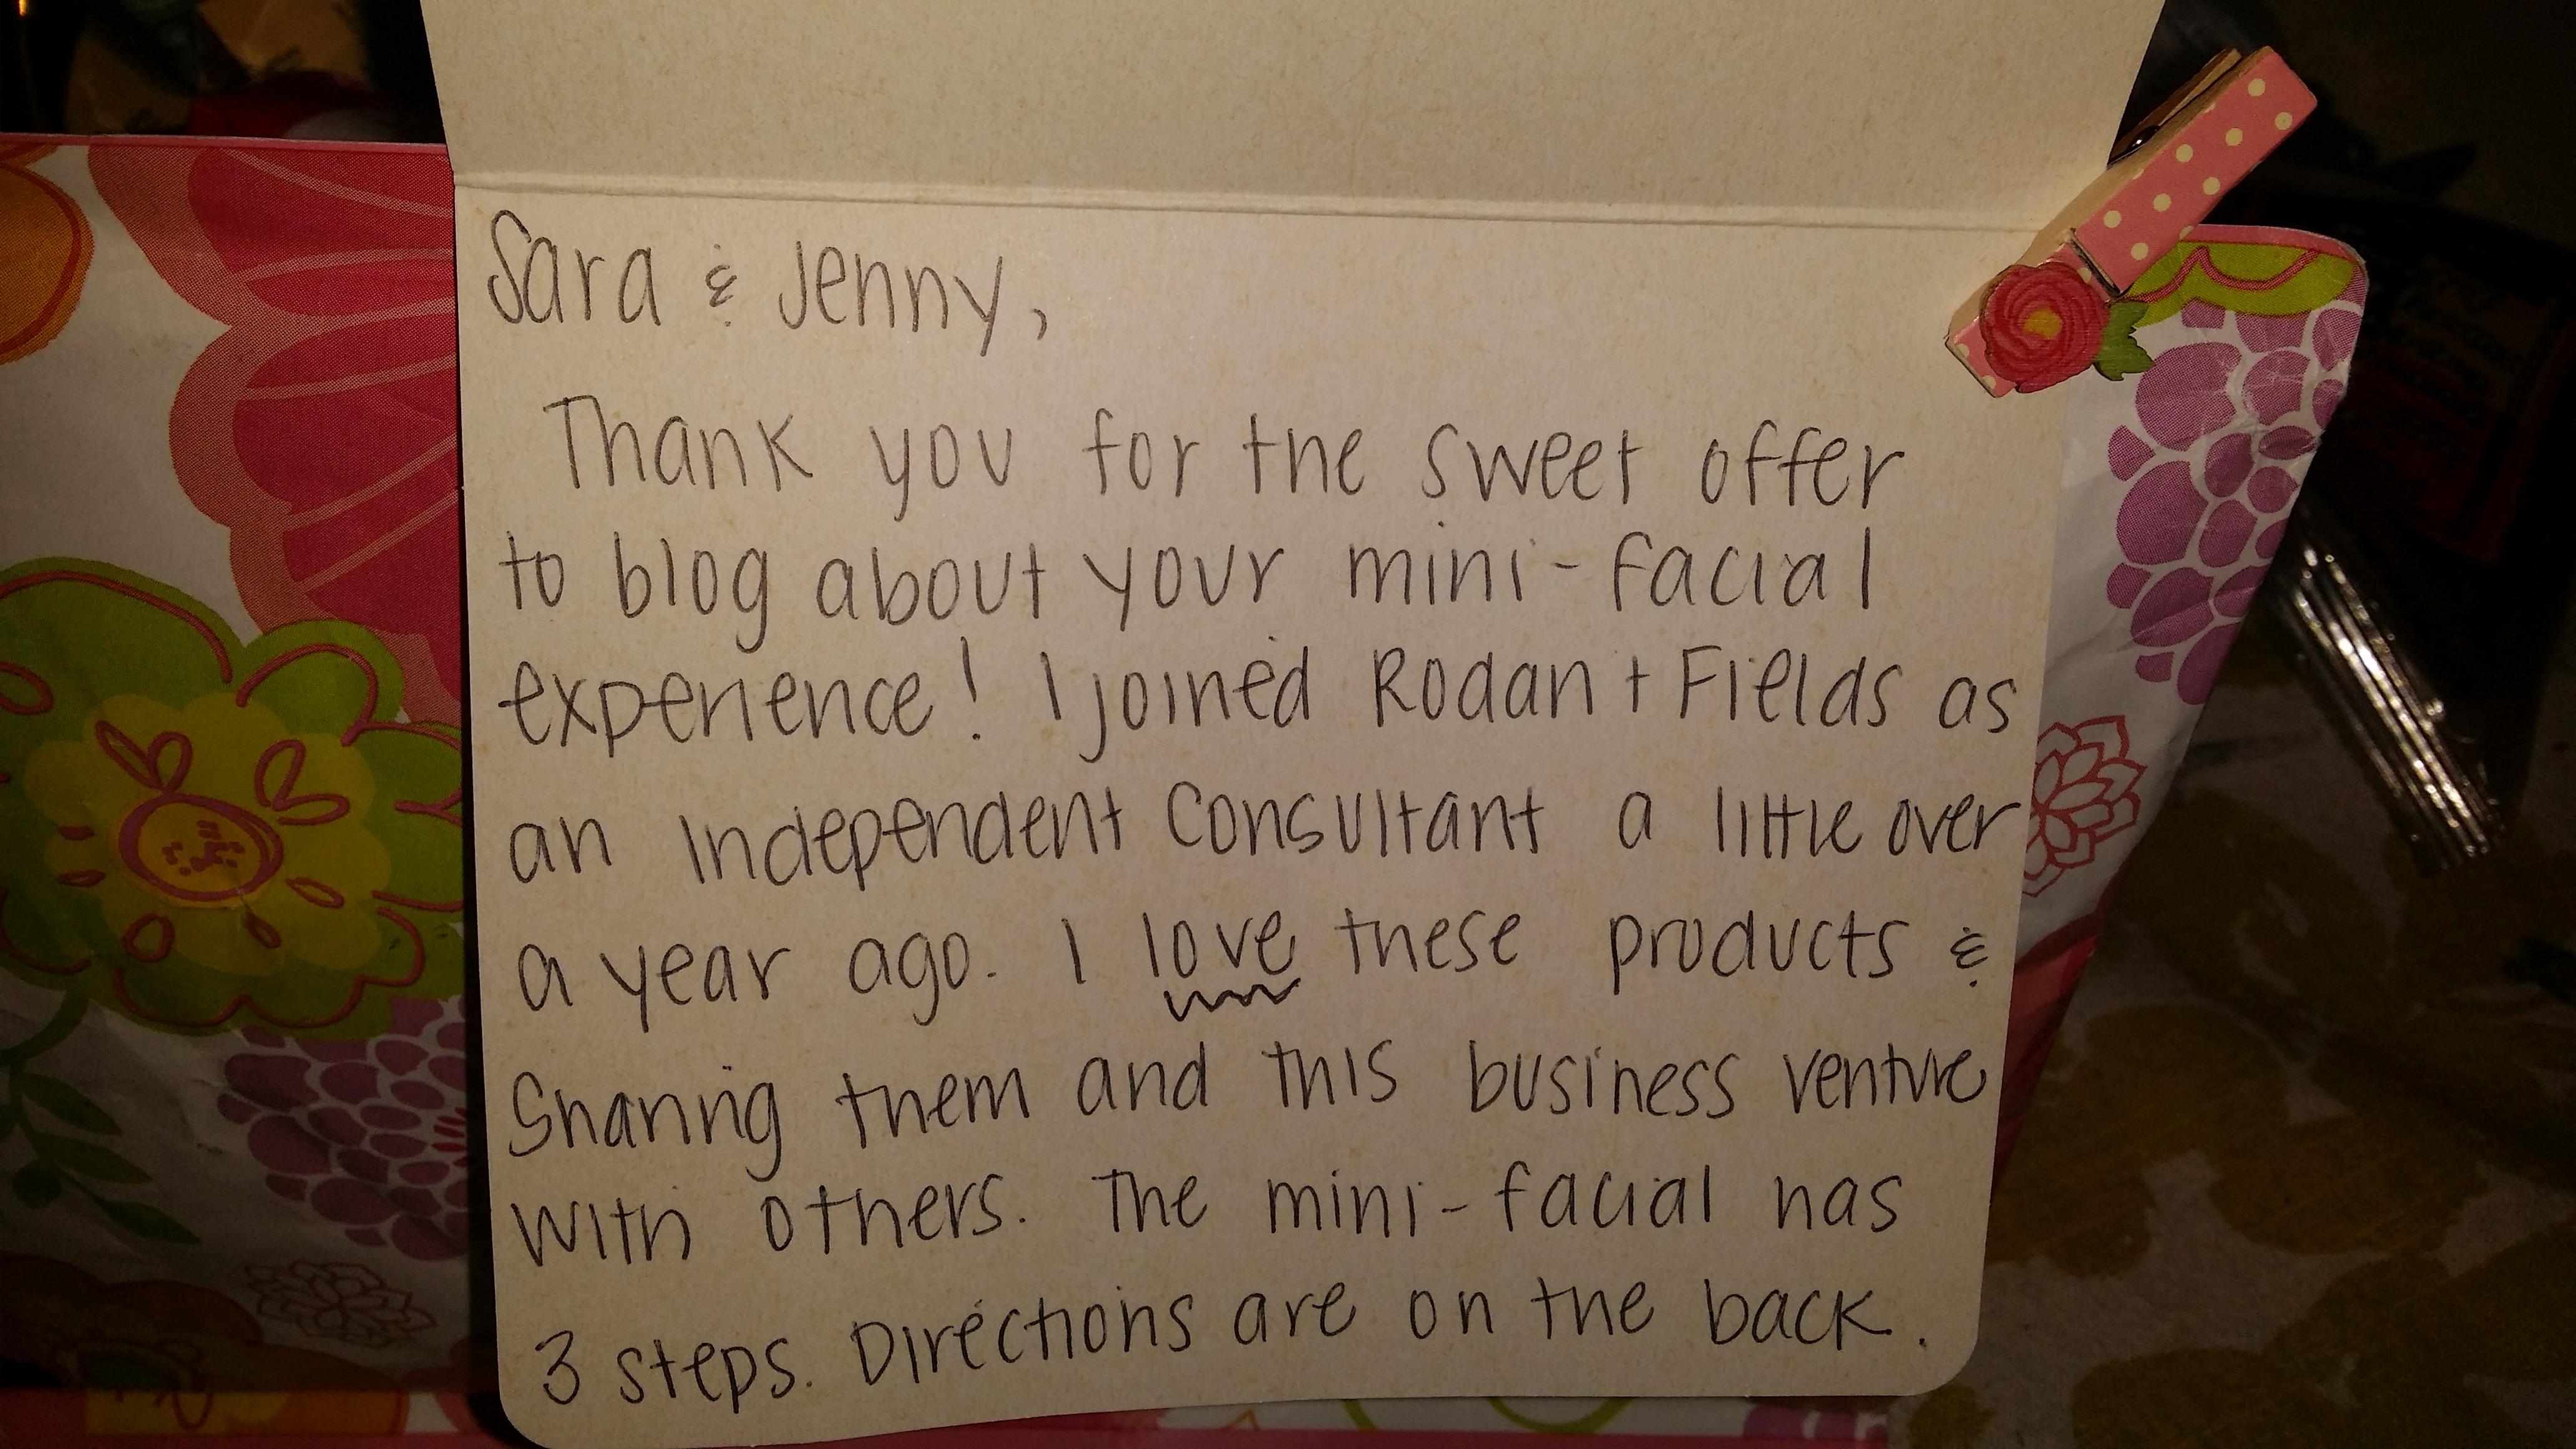 Sara & Jenny,
Thank you for the sweet offer
to blog about your mini-facial
experience! I joined Rodan + Fields as
an Independent Consultant a little over
a year ago. I love these products &
Sharing them and this business venture
with others. The mini-facial has
3 steps. Directions are on the back.